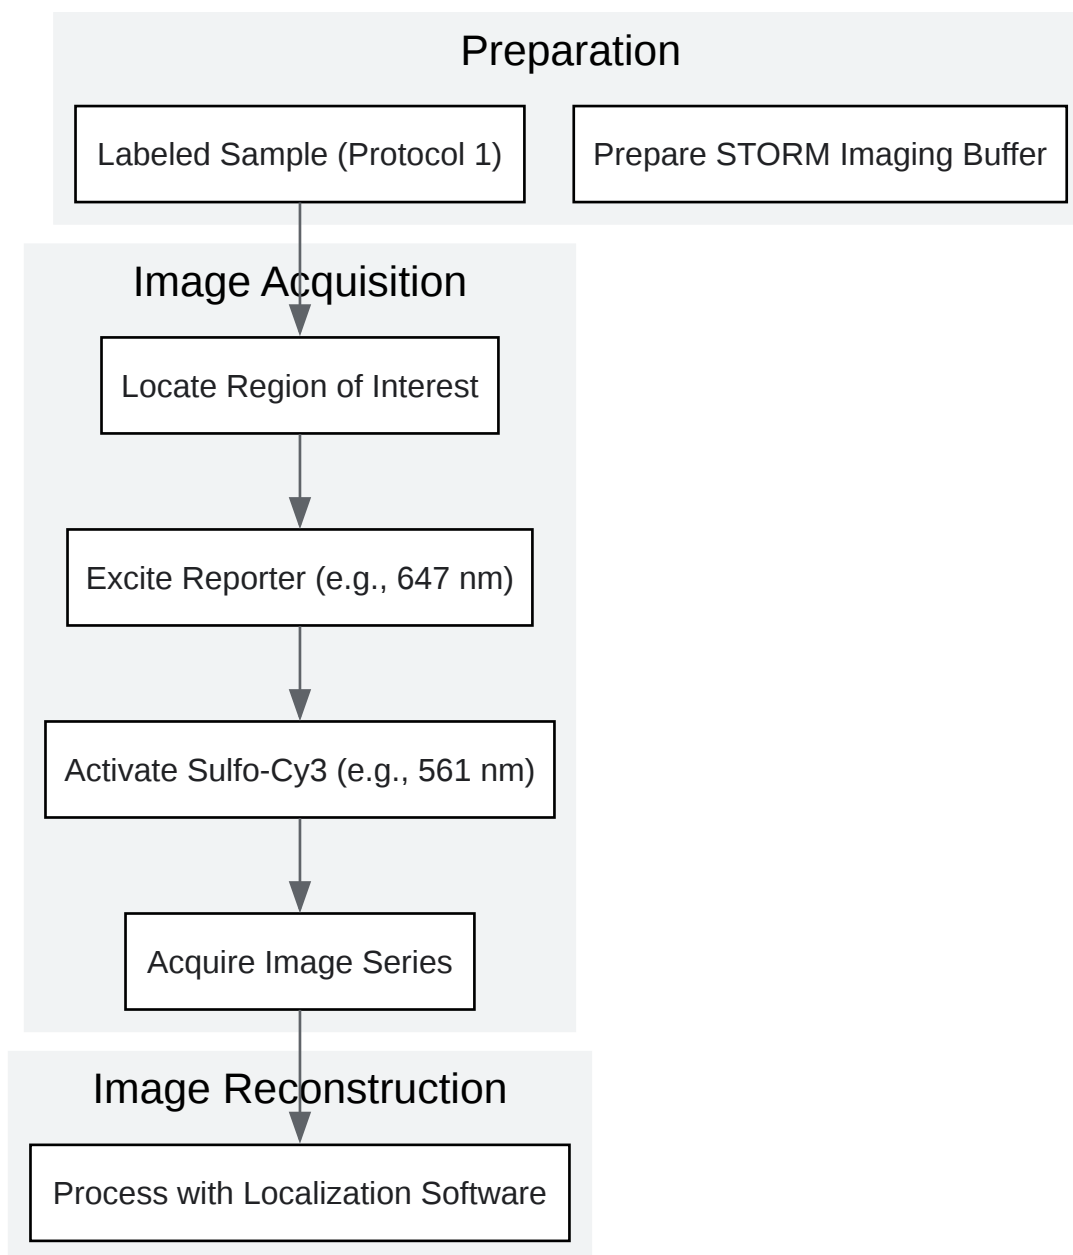 Preparation
Labeled Sample (Protocol 1)
Prepare STORM Imaging Buffer
Image Acquisition
Locate Region of Interest
Excite Reporter (e.g., 647 nm)
Activate Sulfo-Cy3 (e.g., 561 nm)
Acquire Image Series
Image Reconstruction
Process with Localization Software